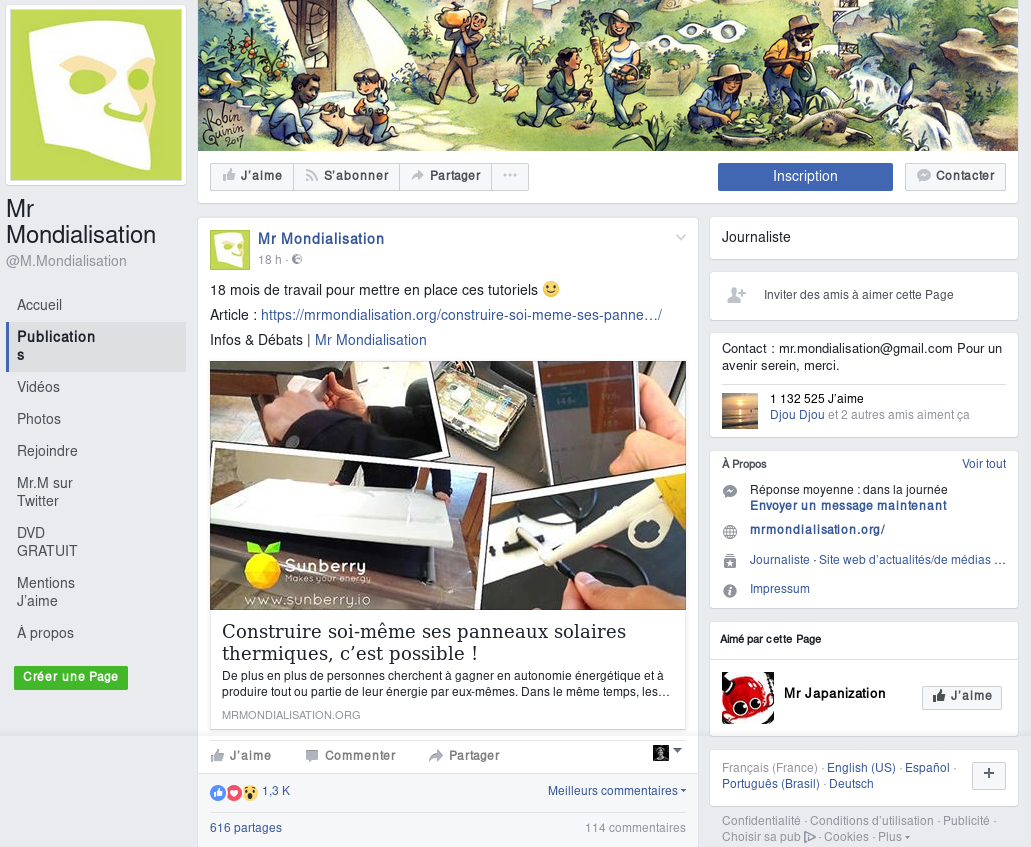 Robin
Guinin
2017
J'aime
S'abonner
Partager
Inscription
Contacter
Mr
Mondialisation
@M.Mondialisation
Accueil
Publication
s
Vidéos
Photos
Rejoindre
Mr.M sur
Twitter
DVD
GRATUIT
Mentions
J'aime
À propos
Créer une Page
Mr Mondialisation
18 h ·
18 mois de travail pour mettre en place ces tutoriels
Article : https://mrmondialisation.org/construire-soi-meme-ses-panne…/
Infos & Débats | Mr Mondialisation
Sunberry
Makes your energy
www.sunberry.io
Construire soi-même ses panneaux solaires
thermiques, c'est possible !
De plus en plus de personnes cherchent à gagner en autonomie énergétique et à
produire tout ou partie de leur énergie par eux-mêmes. Dans le même temps, les…
MRMONDIALISATION.ORG
J'aime
Commenter
Partager
1,3 K
Meilleurs commentaires
616 partages
114 commentaires
Journaliste
Inviter des amis à aimer cette Page
Contact : mr.mondialisation@gmail.com Pour un
avenir serein, merci.
1 132 525 J'aime
Djou Djou et 2 autres amis aiment ça
À Propos
Voir tout
Réponse moyenne : dans la journée
Envoyer un message maintenant
mrmondialisation.org/
Journaliste · Site web d'actualités/de médias …
Impressum
Aimé par cette Page
Mr Japanization
J'aime
Français (France) · English (US) · Español ·
Português (Brasil) · Deutsch
Confidentialité · Conditions d'utilisation · Publicité ·
Choisir sa pub · Cookies · Plus